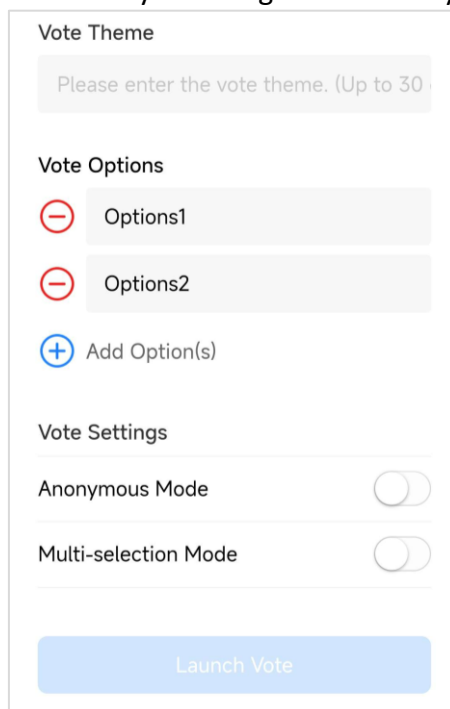 Vote Theme
Please enter the vote theme. (Up to 30
Vote Options
Options1
Options2
Add Option(s)
Vote Settings
Anonymous Mode
Multi-selection Mode
Launch Vote